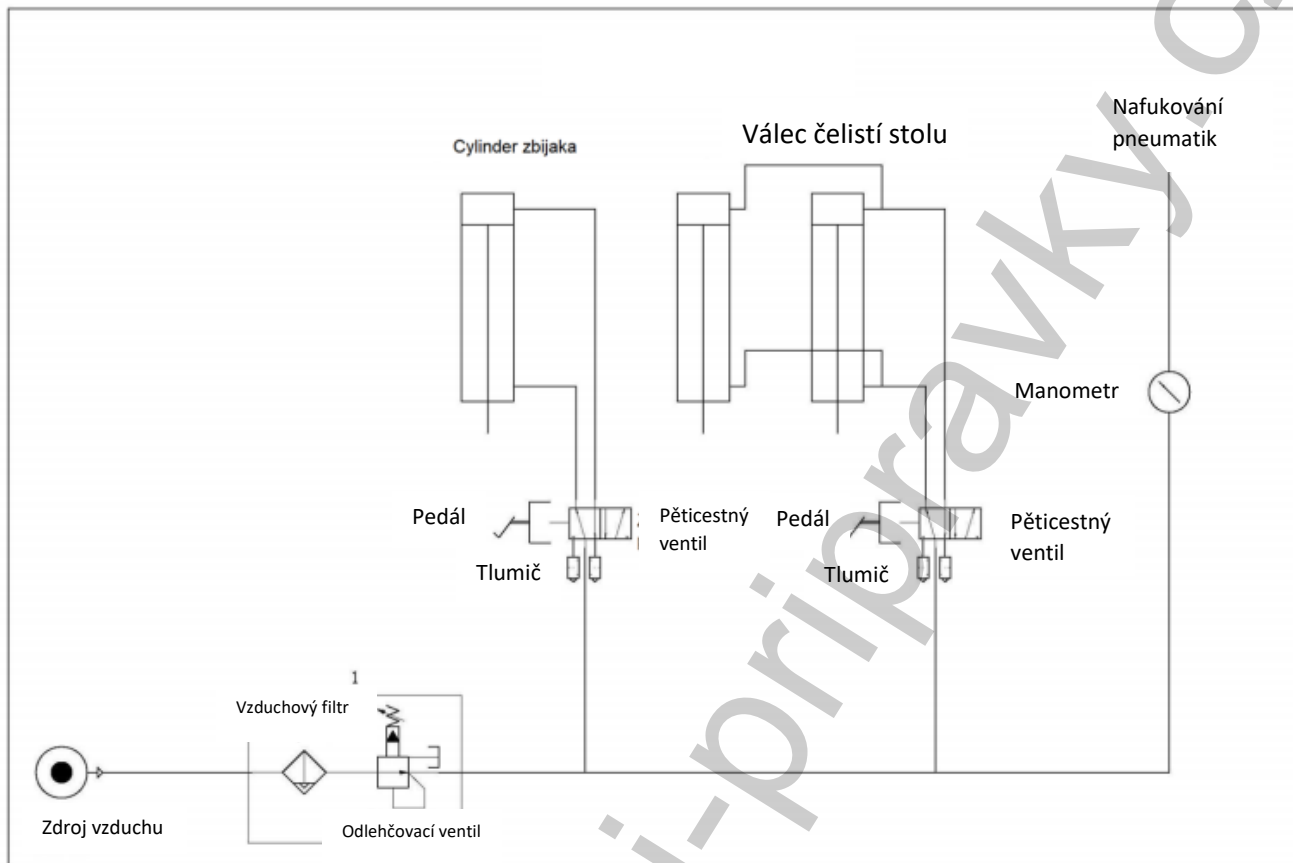 Nafukování
pneumatik
Cylinder zbijaka
Válec čelistí stolu
Manometr
Pedál
Pěticestný
ventil
Pedál
Pěticestný
ventil
Tlumič
Tlumič
1
Vzduchový filtr
Zdroj vzduchu
Odlehčovací ventil
i-pripravky.c